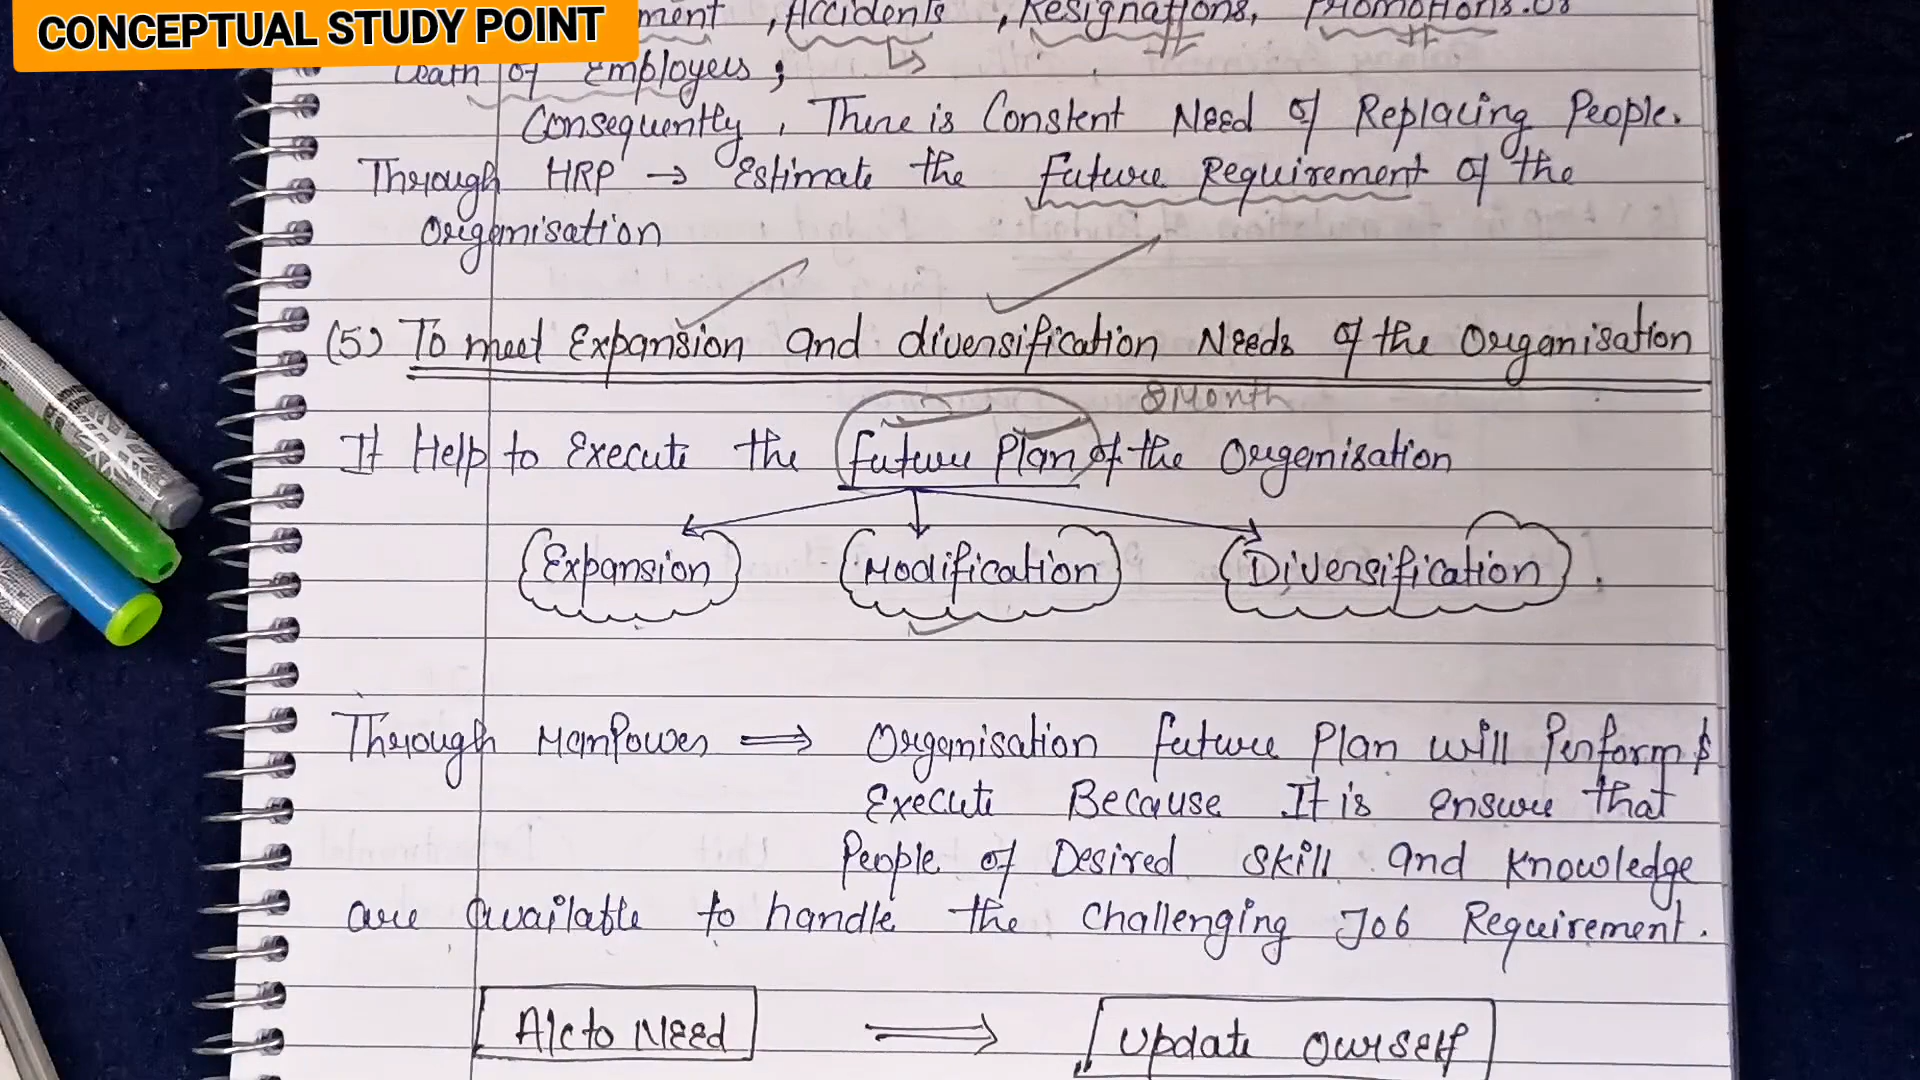 CONCEPTUAL STUDY POINT
ment , Accidents , Resignations, Promotions. Or
Death of Employees ;
Consequently, There is Constent Need of Replacing People.
Through HRP → Estimate the Future Requirement of the
Organisation
(5) To meet Expansion and diversification Needs of the Organisation
8 Month
It Help to Execute the future Plan of the Organisation
Expansion Modification Diversification .
Through ManPower ⇒ Organisation future Plan will Perform &
Execute Because It is ensure that
People of Desired Skill and Knowledge
are available to handle the challenging Job Requirement.
A/c to Need ⇒ Update Ourself